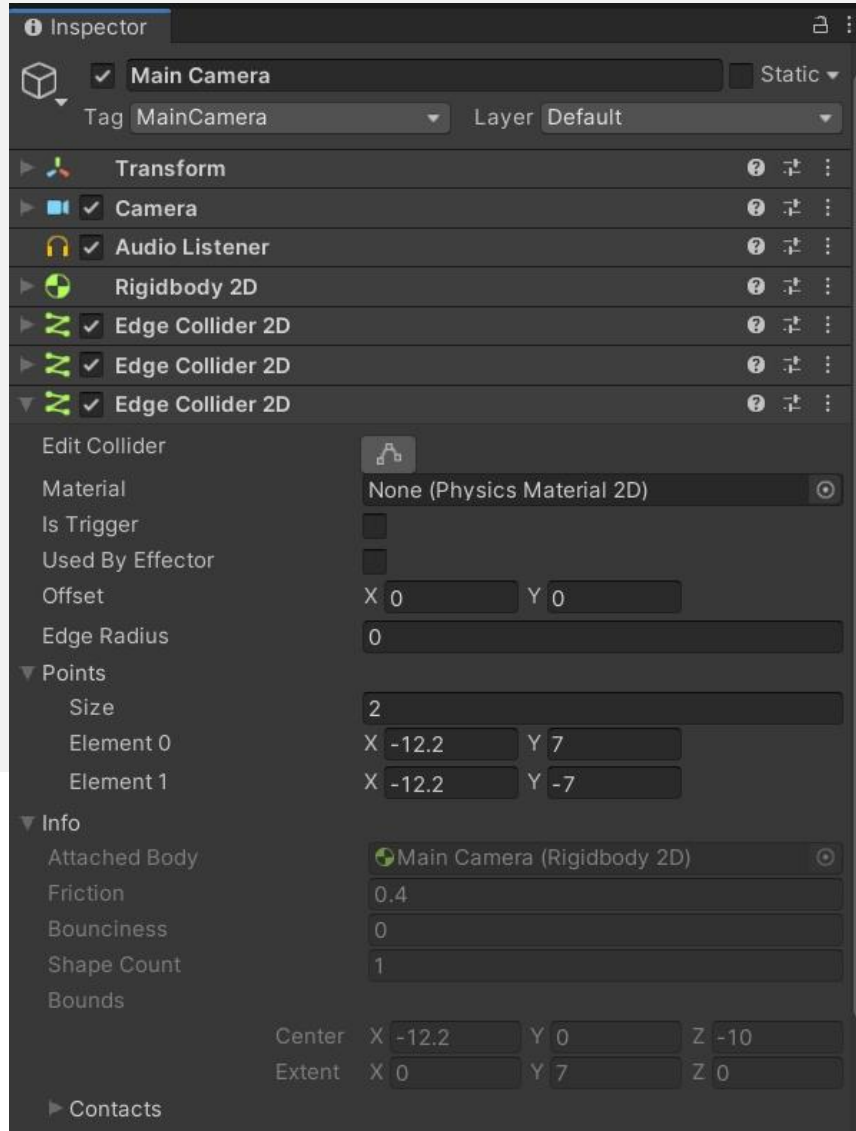 Inspector
Main Camera Static
Tag MainCamera Layer Default
Transform
Camera
Audio Listener
Rigidbody 2D
Edge Collider 2D
Edge Collider 2D
Edge Collider 2D
Edit Collider
Material None (Physics Material 2D)
Is Trigger
Used By Effector
Offset X 0 Y 0
Edge Radius 0
Points
Size 2
Element 0 X -12.2 Y 7
Element 1 X -12.2 Y -7
Info
Attached Body Main Camera (Rigidbody 2D)
Friction 0.4
Bounciness 0
Shape Count 1
Bounds
Center X -12.2 Y 0 Z -10
Extent X 0 Y 7 Z 0
Contacts